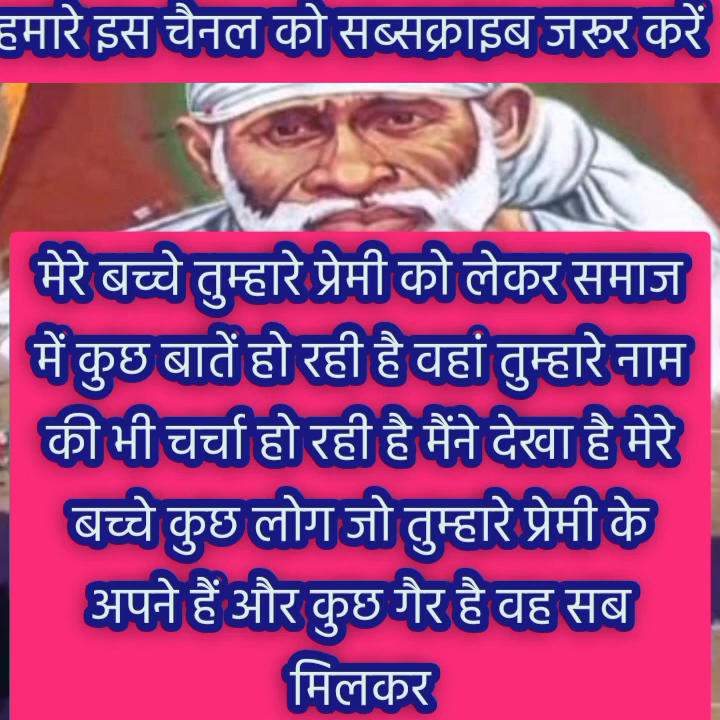 हमारे इस चैनल को सब्सक्राइब जरूर करें
मेरे बच्चे तुम्हारे प्रेमी को लेकर समाज
में कुछ बातें हो रही है वहां तुम्हारे नाम
की भी चर्चा हो रही है मैंने देखा है मेरे
बच्चे कुछ लोग जो तुम्हारे प्रेमी के
अपने हैं और कुछ गैर है वह सब
मिलकर